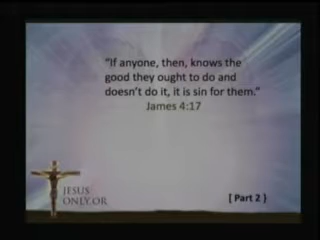 “If anyone, then, knows the
good they ought to do and
doesn’t do it, it is sin for them.”
James 4:17
JESUS
ONLY.OR
[ Part 2 }